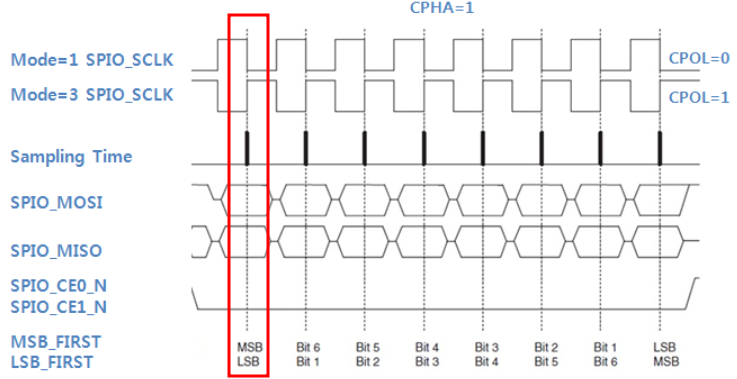 CPHA=1
Mode=1 SPIO_SCLK
CPOL=0
Mode=3 SPIO_SCLK
CPOL=1
Sampling Time
SPIO_MOSI
SPIO_MISO
SPIO_CE0_N
SPIO_CE1_N
MSB_FIRST MSB Bit 6 Bit 5 Bit 4 Bit 3 Bit 2 Bit 1 LSB
LSB_FIRST LSB Bit 1 Bit 2 Bit 3 Bit 4 Bit 5 Bit 6 MSB